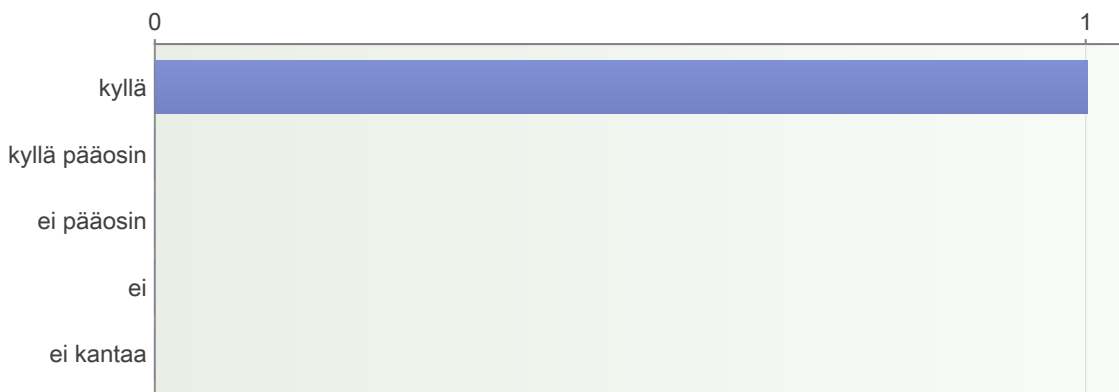 0 1
kyllä
kyllä pääosin
ei pääosin
ei
ei kantaa